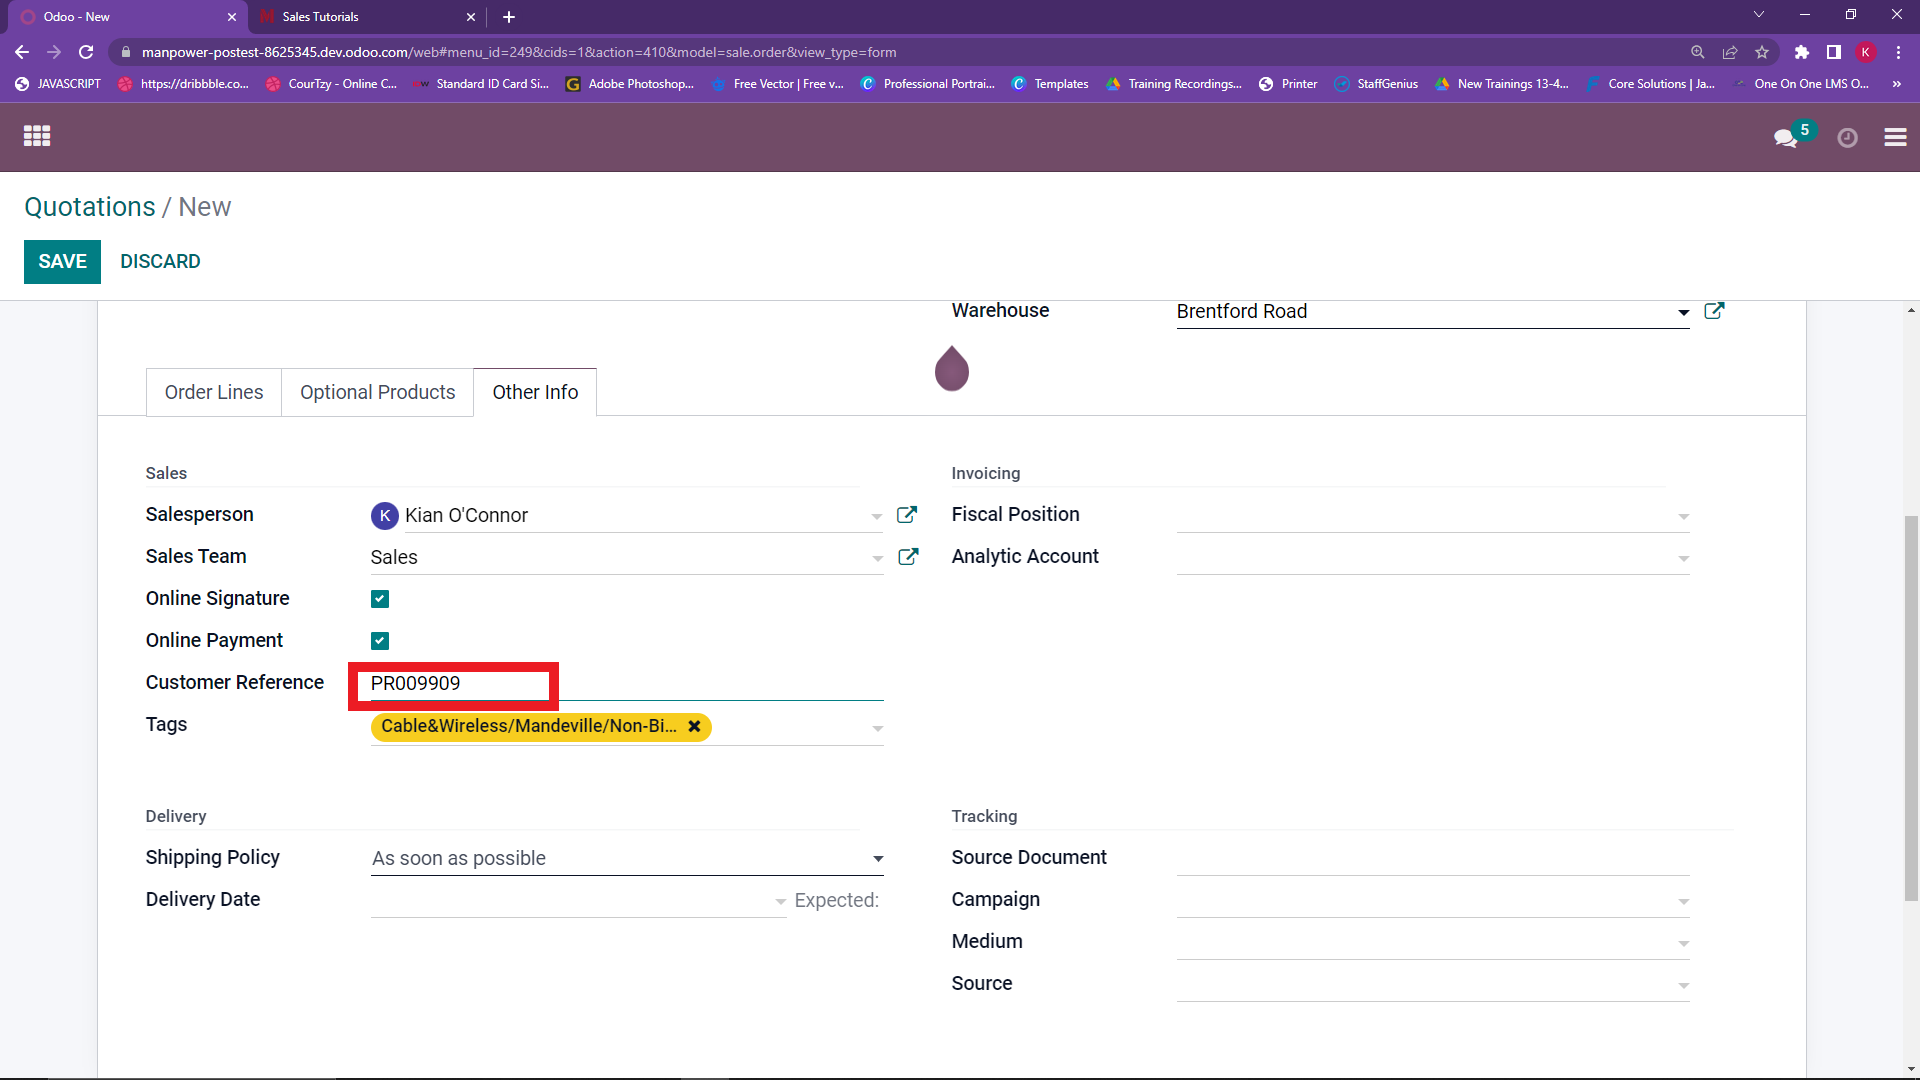 Odoo - New
Sales Tutorials
manpower-postest-8625345.dev.odoo.com/web#menu_id=249&cids=1&action=410&model=sale.order&view_type=form
K
JAVASCRIPT
https://dribbble.co...
CourTzy - Online C...
Standard ID Card Si...
Adobe Photoshop...
Free Vector | Free v...
Professional Portrai...
Templates
Training Recordings...
Printer
StaffGenius
New Trainings 13-4...
Core Solutions | Ja...
One On One LMS O...
5
Quotations / New
SAVE DISCARD
Warehouse Brentford Road
Order Lines Optional Products Other Info
Sales
Salesperson K Kian O'Connor
Sales Team Sales
Online Signature
Online Payment
Customer Reference PR009909
Tags Cable&Wireless/Mandeville/Non-Bi...
Invoicing
Fiscal Position
Analytic Account
Delivery
Shipping Policy As soon as possible
Delivery Date Expected:
Tracking
Source Document
Campaign
Medium
Source